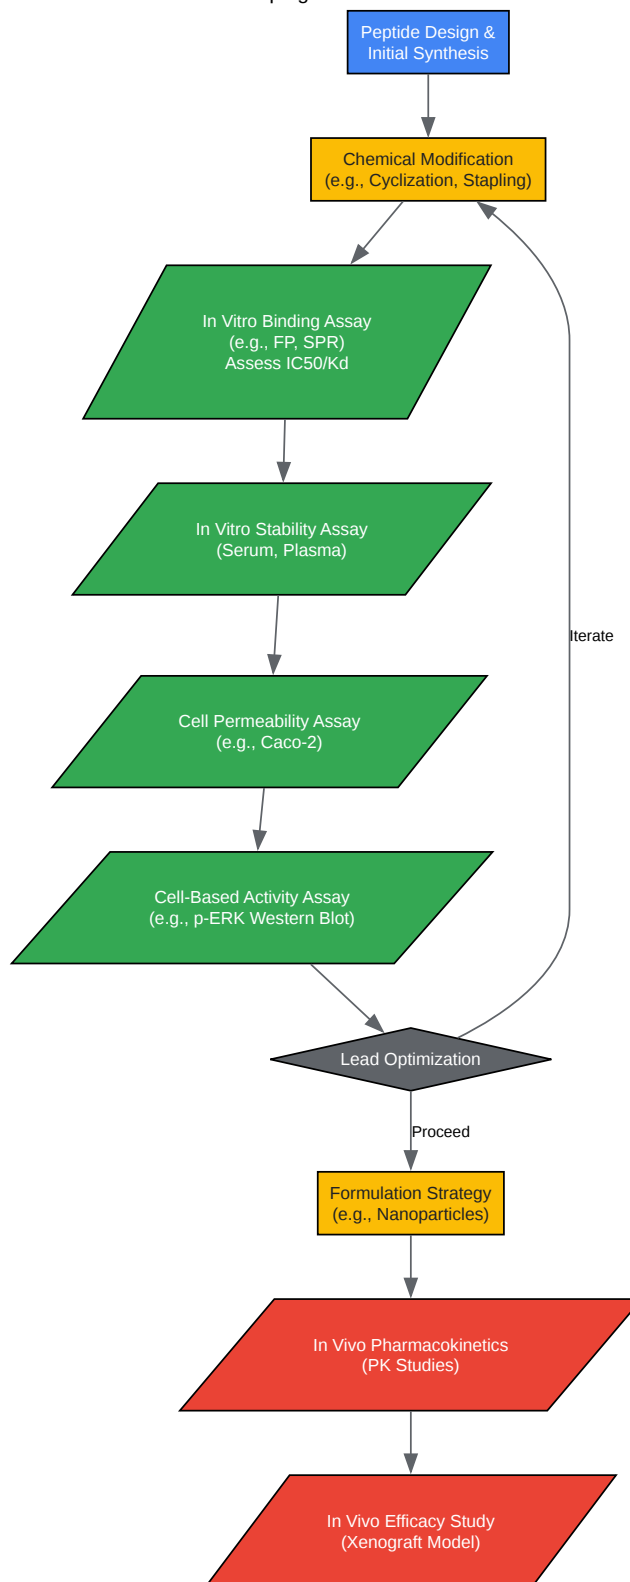 Peptide Design &
Initial Synthesis
Chemical Modification
(e.g., Cyclization, Stapling)
In Vitro Binding Assay
(e.g., FP, SPR)
Assess IC50/Kd
In Vitro Stability Assay
(Serum, Plasma)
Iterate
Cell Permeability Assay
(e.g., Caco-2)
Cell-Based Activity Assay
(e.g., p-ERK Western Blot)
Lead Optimization
Proceed
Formulation Strategy
(e.g., Nanoparticles)
In Vivo Pharmacokinetics
(PK Studies)
In Vivo Efficacy Study
(Xenograft Model)